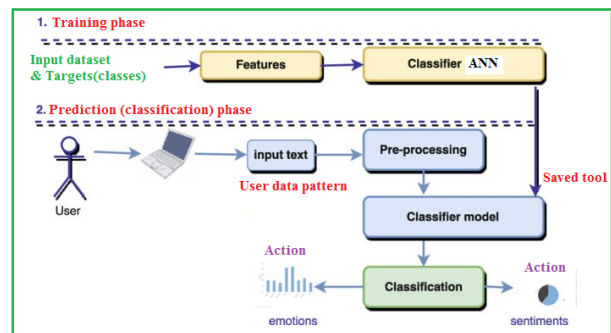 1. Training phase
Input dataset
& Targets(classes)
Features
Classifier ANN
2. Prediction (classification) phase
User
input text
User data pattern
Pre-processing
Saved tool
Classifier model
Action
Action
Classification
emotions
sentiments